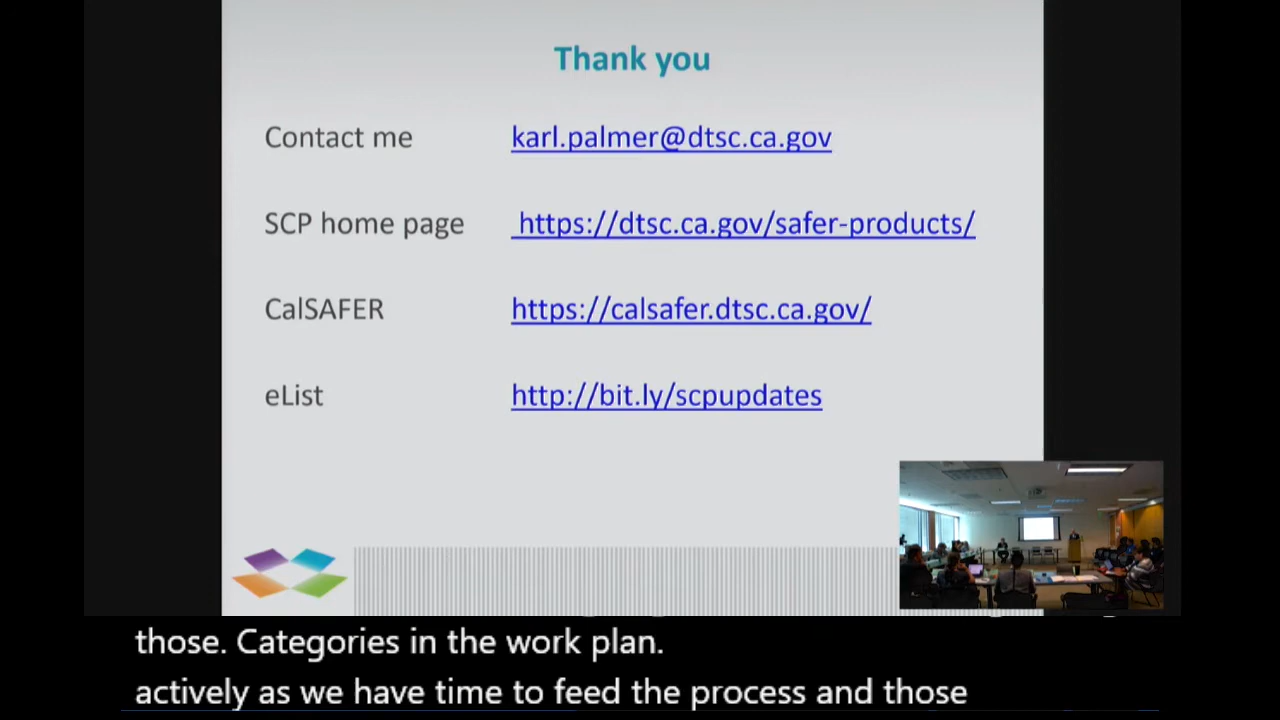 Thank you
Contact me karl.palmer@dtsc.ca.gov
SCP home page https://dtsc.ca.gov/safer-products/
CalSAFER https://calsafer.dtsc.ca.gov/
eList http://bit.ly/scpupdates
those. Categories in the work plan.
actively as we have time to feed the process and those